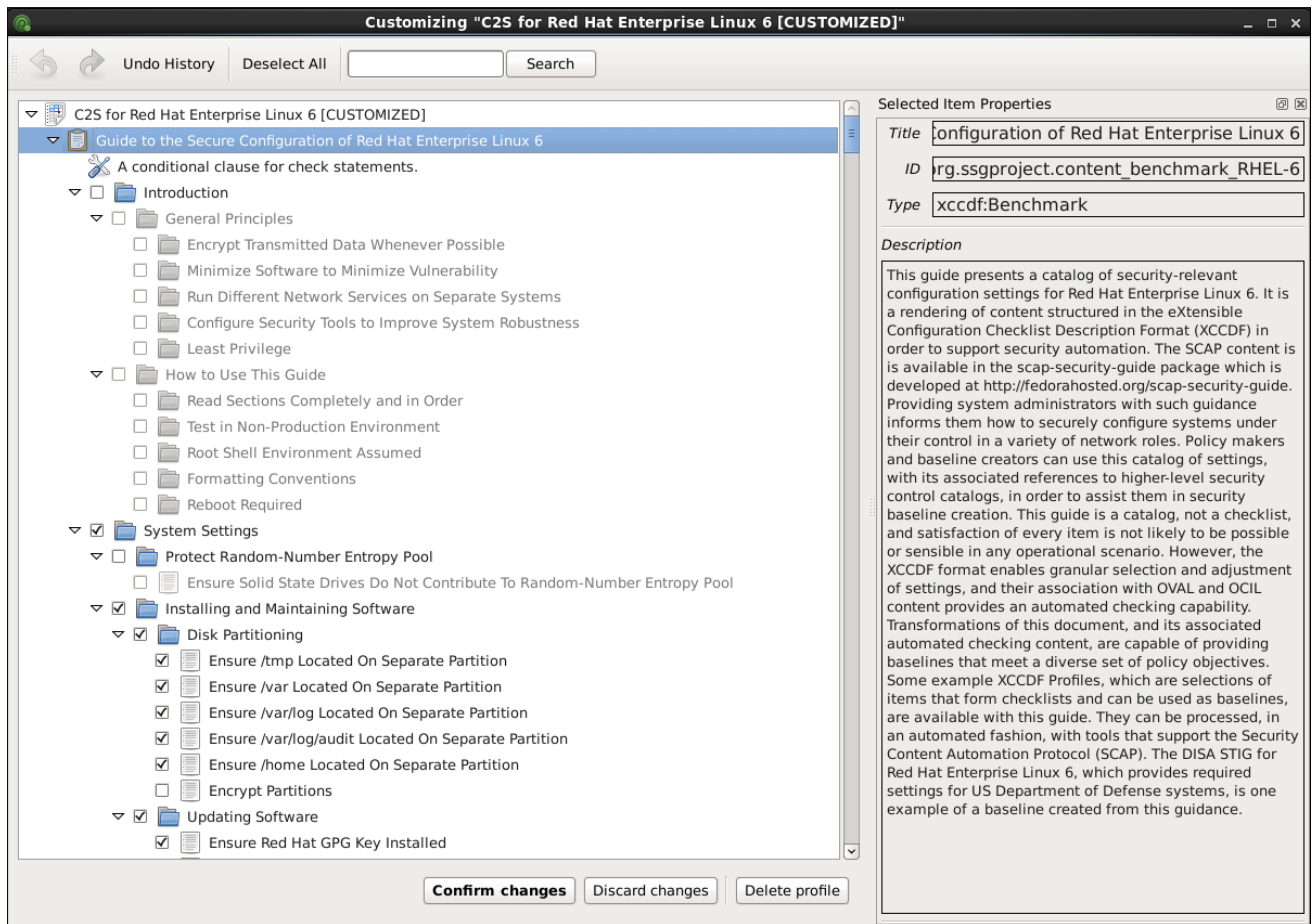 Customizing "C2S for Red Hat Enterprise Linux 6 [CUSTOMIZED]"
Undo History
Deselect All
Search
C2S for Red Hat Enterprise Linux 6 [CUSTOMIZED]
Guide to the Secure Configuration of Red Hat Enterprise Linux 6
A conditional clause for check statements.
Introduction
General Principles
Encrypt Transmitted Data Whenever Possible
Minimize Software to Minimize Vulnerability
Run Different Network Services on Separate Systems
Configure Security Tools to Improve System Robustness
Least Privilege
How to Use This Guide
Read Sections Completely and in Order
Test in Non-Production Environment
Root Shell Environment Assumed
Formatting Conventions
Reboot Required
System Settings
Protect Random-Number Entropy Pool
Ensure Solid State Drives Do Not Contribute To Random-Number Entropy Pool
Installing and Maintaining Software
Disk Partitioning
Ensure /tmp Located On Separate Partition
Ensure /var Located On Separate Partition
Ensure /var/log Located On Separate Partition
Ensure /var/log/audit Located On Separate Partition
Ensure /home Located On Separate Partition
Encrypt Partitions
Updating Software
Ensure Red Hat GPG Key Installed
Confirm changes
Discard changes
Delete profile
Selected Item Properties
Title Configuration of Red Hat Enterprise Linux 6
ID org.ssgproject.content_benchmark_RHEL-6
Type xccdf:Benchmark
Description
This guide presents a catalog of security-relevant
configuration settings for Red Hat Enterprise Linux 6. It is
a rendering of content structured in the eXtensible
Configuration Checklist Description Format (XCCDF) in
order to support security automation. The SCAP content is
is available in the scap-security-guide package which is
developed at http://fedorahosted.org/scap-security-guide.
Providing system administrators with such guidance
informs them how to securely configure systems under
their control in a variety of network roles. Policy makers
and baseline creators can use this catalog of settings,
with its associated references to higher-level security
control catalogs, in order to assist them in security
baseline creation. This guide is a catalog, not a checklist,
and satisfaction of every item is not likely to be possible
or sensible in any operational scenario. However, the
XCCDF format enables granular selection and adjustment
of settings, and their association with OVAL and OCIL
content provides an automated checking capability.
Transformations of this document, and its associated
automated checking content, are capable of providing
baselines that meet a diverse set of policy objectives.
Some example XCCDF Profiles, which are selections of
items that form checklists and can be used as baselines,
are available with this guide. They can be processed, in
an automated fashion, with tools that support the Security
Content Automation Protocol (SCAP). The DISA STIG for
Red Hat Enterprise Linux 6, which provides required
settings for US Department of Defense systems, is one
example of a baseline created from this guidance.